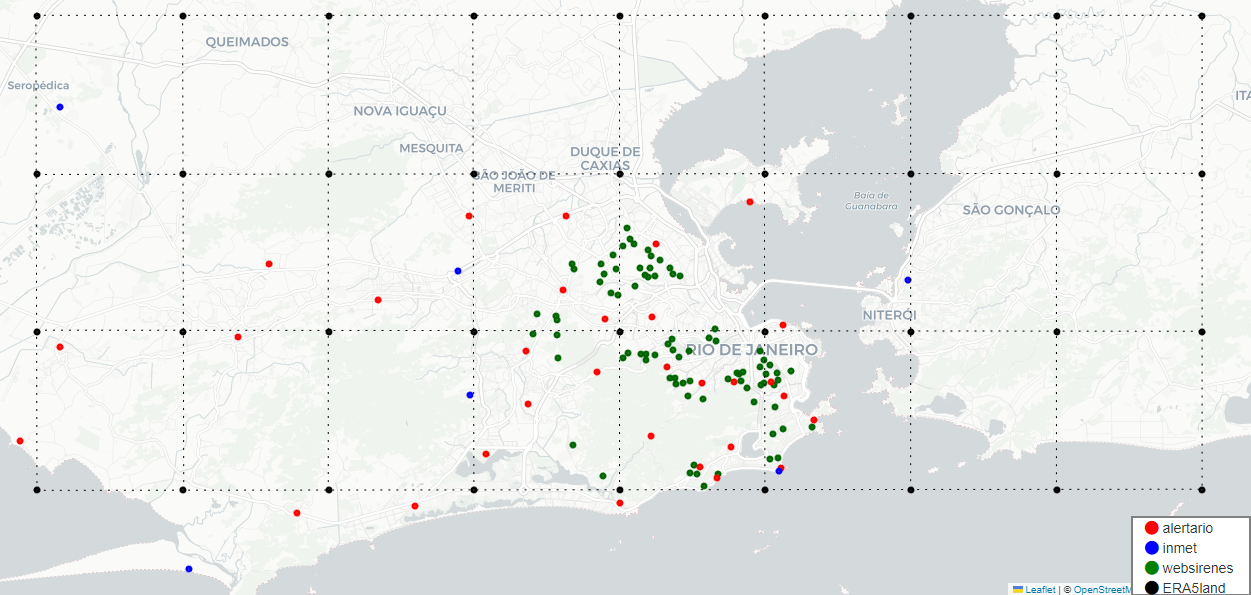 QUEIMADOS
Seropédica
ITA
NOVA IGUAÇU
MESQUITA
DUQUE DE
CAXIAS
SÃO JOÃO DE
MERITI
Baía de
Guanabara
SÃO GONÇALO
NITERÓI
RIO DE JANEIRO
alertario
inmet
websirenes
ERA5land
Leaflet | © OpenStreetM